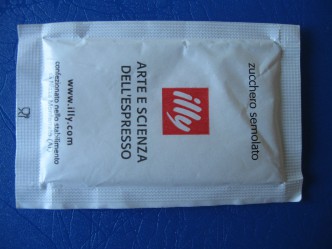 zucchero semolato
illy
ARTE E SCIENZA
DELL'ESPRESSO
www.illy.com
confezionato nello stabilimento